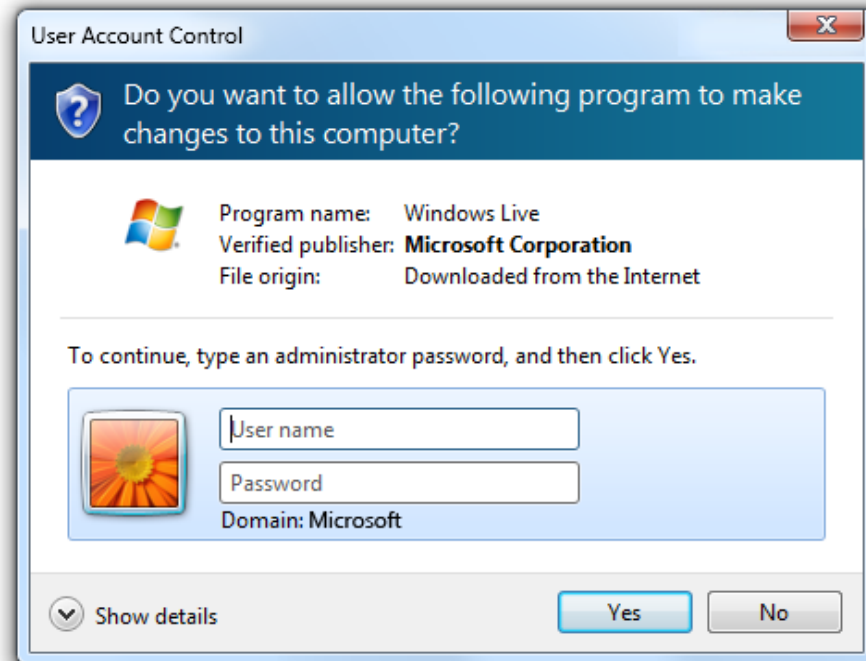 User Account Control
Do you want to allow the following program to make
changes to this computer?
Program name: Windows Live
Verified publisher: Microsoft Corporation
File origin: Downloaded from the Internet
To continue, type an administrator password, and then click Yes.
User name
Password
Domain: Microsoft
Show details
Yes
No